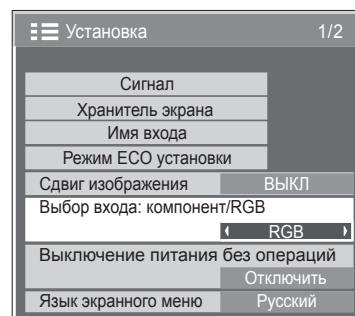 Установка 1/2
Сигнал
Хранитель экрана
Имя входа
Режим ECO установки
Сдвиг изображения ВЫКЛ
Выбор входа: компонент/RGB
RGB
Выключение питания без операций
Отключить
Язык экранного меню Русский